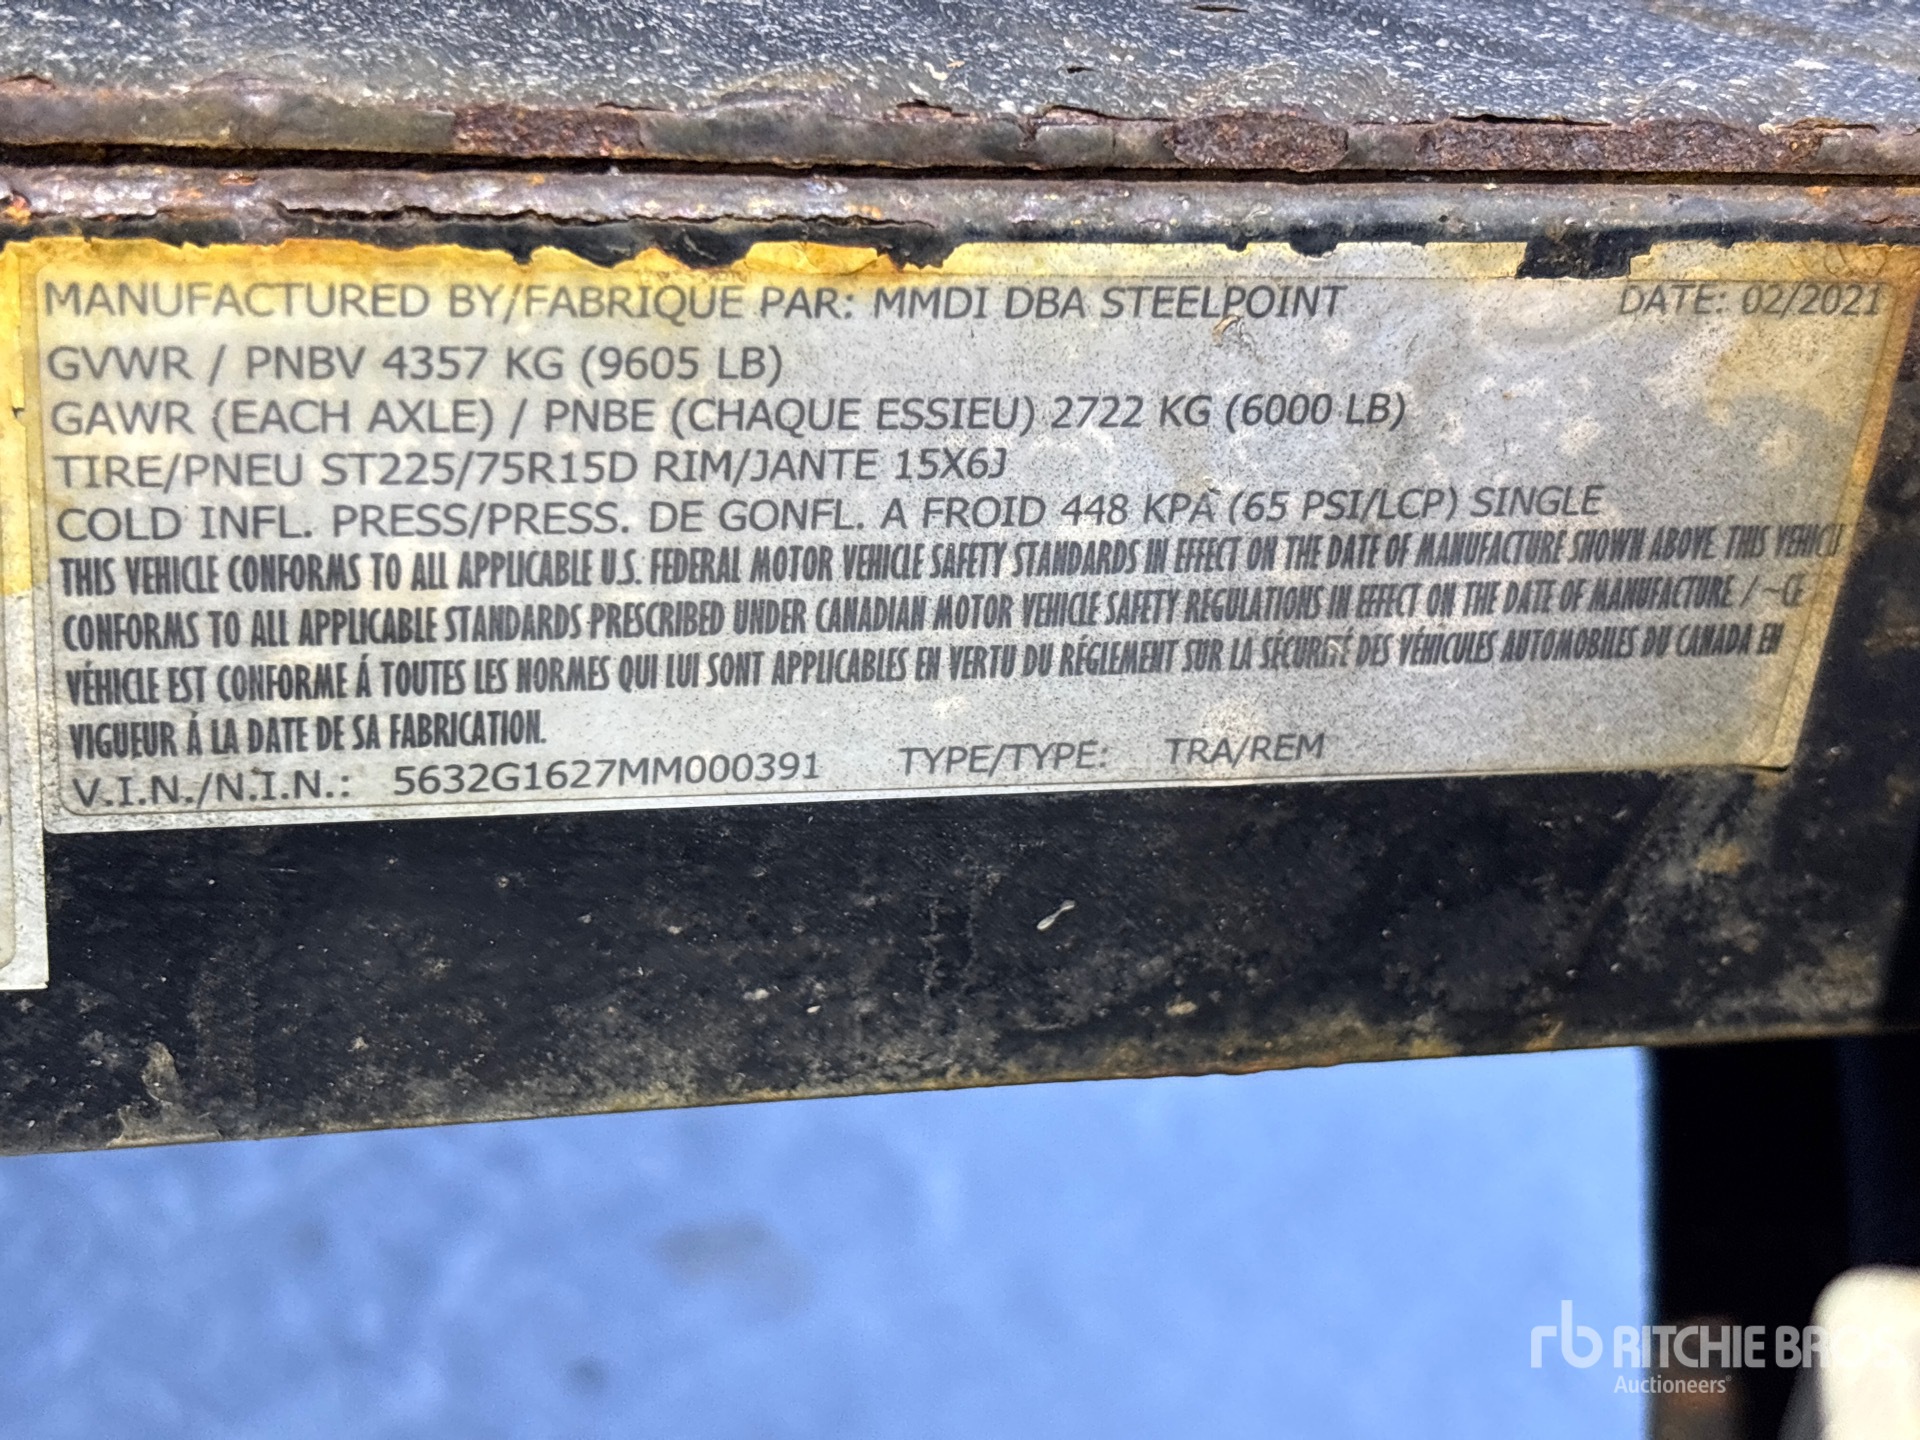 MANUFACTURED BY/FABRIQUE PAR: MMDI DBA STEELPOINT DATE: 02/2021
GVWR / PNBV 4357 KG (9605 LB)
GAWR (EACH AXLE) / PNBE (CHAQUE ESSIEU) 2722 KG (6000 LB)
TIRE/PNEU ST225/75R15D RIM/JANTE 15X6J
COLD INFL. PRESS/PRESS. DE GONFL. A FROID 448 KPA (65 PSI/LCP) SINGLE
THIS VEHICLE CONFORMS TO ALL APPLICABLE U.S. FEDERAL MOTOR VEHICLE SAFETY STANDARDS IN EFFECT ON THE DATE OF MANUFACTURE SHOWN ABOVE THIS VEHICL
CONFORMS TO ALL APPLICABLE STANDARDS PRESCRIBED UNDER CANADIAN MOTOR VEHICLE SAFETY REGULATIONS IN EFFECT ON THE DATE OF MANUFACTURE / ~CE
VÉHICLE EST CONFORME Á TOUTES LES NORMES QUI LUI SONT APPLICABLES EN VERTU DU RÉGLEMENT SUR LA SÉCURITÉ DES VÉHICULES AUTOMOBILES DU CANADA EN
VIGUEUR Á LA DATE DE SA FABRICATION.
V.I.N./N.I.N.: 5632G1627MM000391 TYPE/TYPE: TRA/REM
rb RITCHIE BROS
Auctioneers